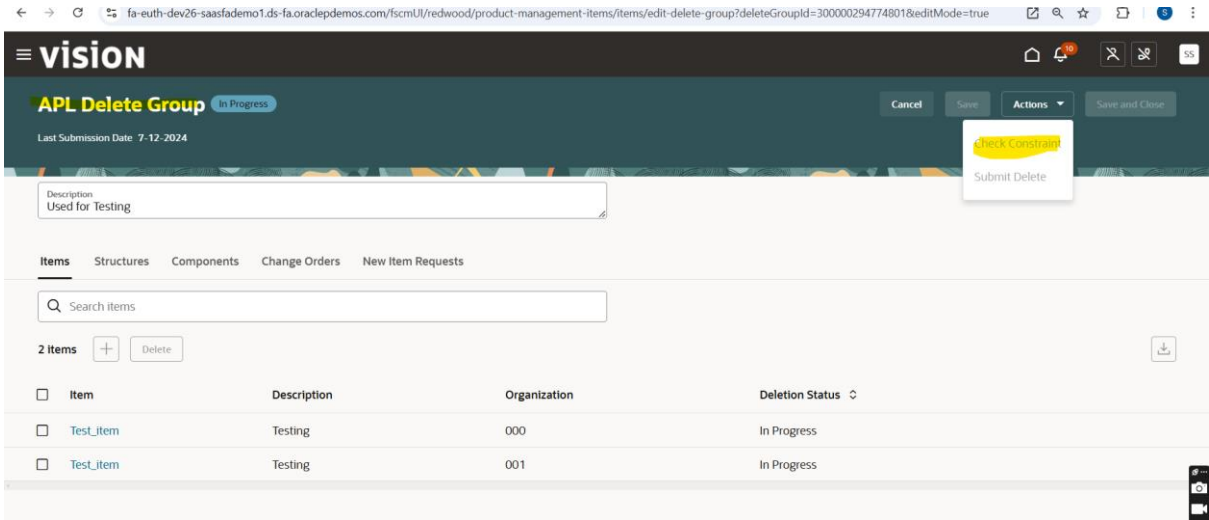 fa-euth-dev26-saasfademo1.ds-fa.oraclepdemos.com/fscmUI/redwood/product-management-items/items/edit-delete-group?deleteGroupId=300000294774801&editMode=true S
vision 10 SS
APL Delete Group In Progress Cancel Save Actions Save and Close
Last Submission Date 7-12-2024
Check Constraint
Submit Delete
Description
Used for Testing
Items Structures Components Change Orders New Item Requests
Search items
2 items Delete
Item Description Organization Deletion Status
Test_item Testing 000 In Progress
Test_item Testing 001 In Progress